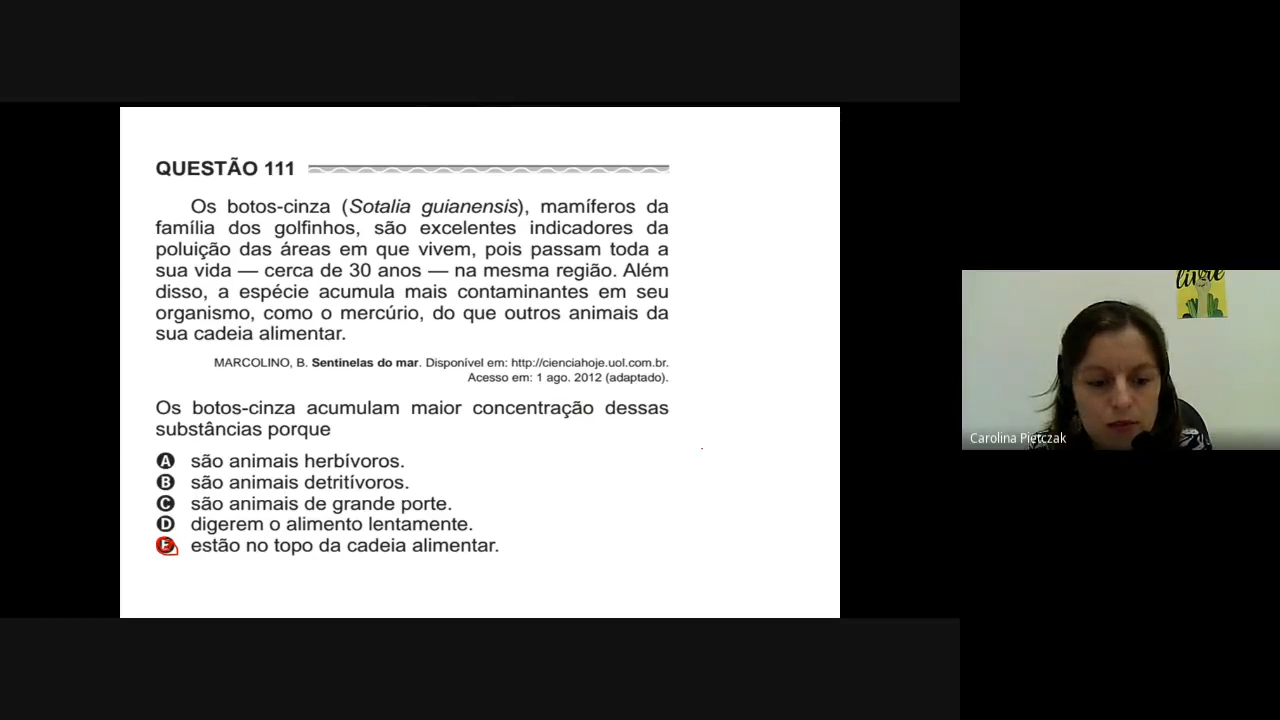 QUESTÃO 111
Os botos-cinza (Sotalia guianensis), mamíferos da
família dos golfinhos, são excelentes indicadores da
poluição das áreas em que vivem, pois passam toda a
sua vida — cerca de 30 anos — na mesma região. Além
disso, a espécie acumula mais contaminantes em seu
organismo, como o mercúrio, do que outros animais da
sua cadeia alimentar.
MARCOLINO, B. Sentinelas do mar. Disponível em: http://cienciahoje.uol.com.br.
Acesso em: 1 ago. 2012 (adaptado).
Os botos-cinza acumulam maior concentração dessas
substâncias porque
A são animais herbívoros.
B são animais detritívoros.
C são animais de grande porte.
D digerem o alimento lentamente.
E estão no topo da cadeia alimentar.
livre
Carolina Pietczak